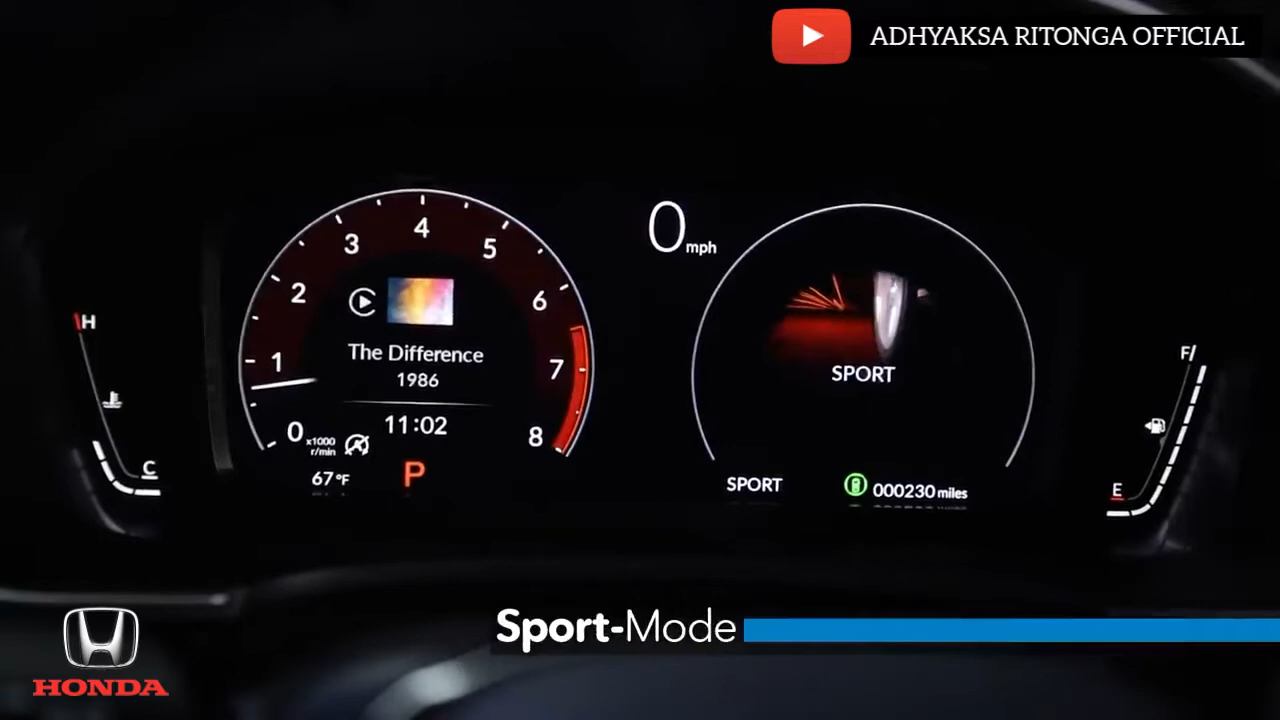 ADHYAKSA RITONGA OFFICIAL
0 mph
4
3
5
2
6
H
The Difference
F/
1
7
1986
SPORT
11:02
0
x1000
r/min
8
C
67°F
P
SPORT
000230 miles
E
Sport-Mode
HONDA